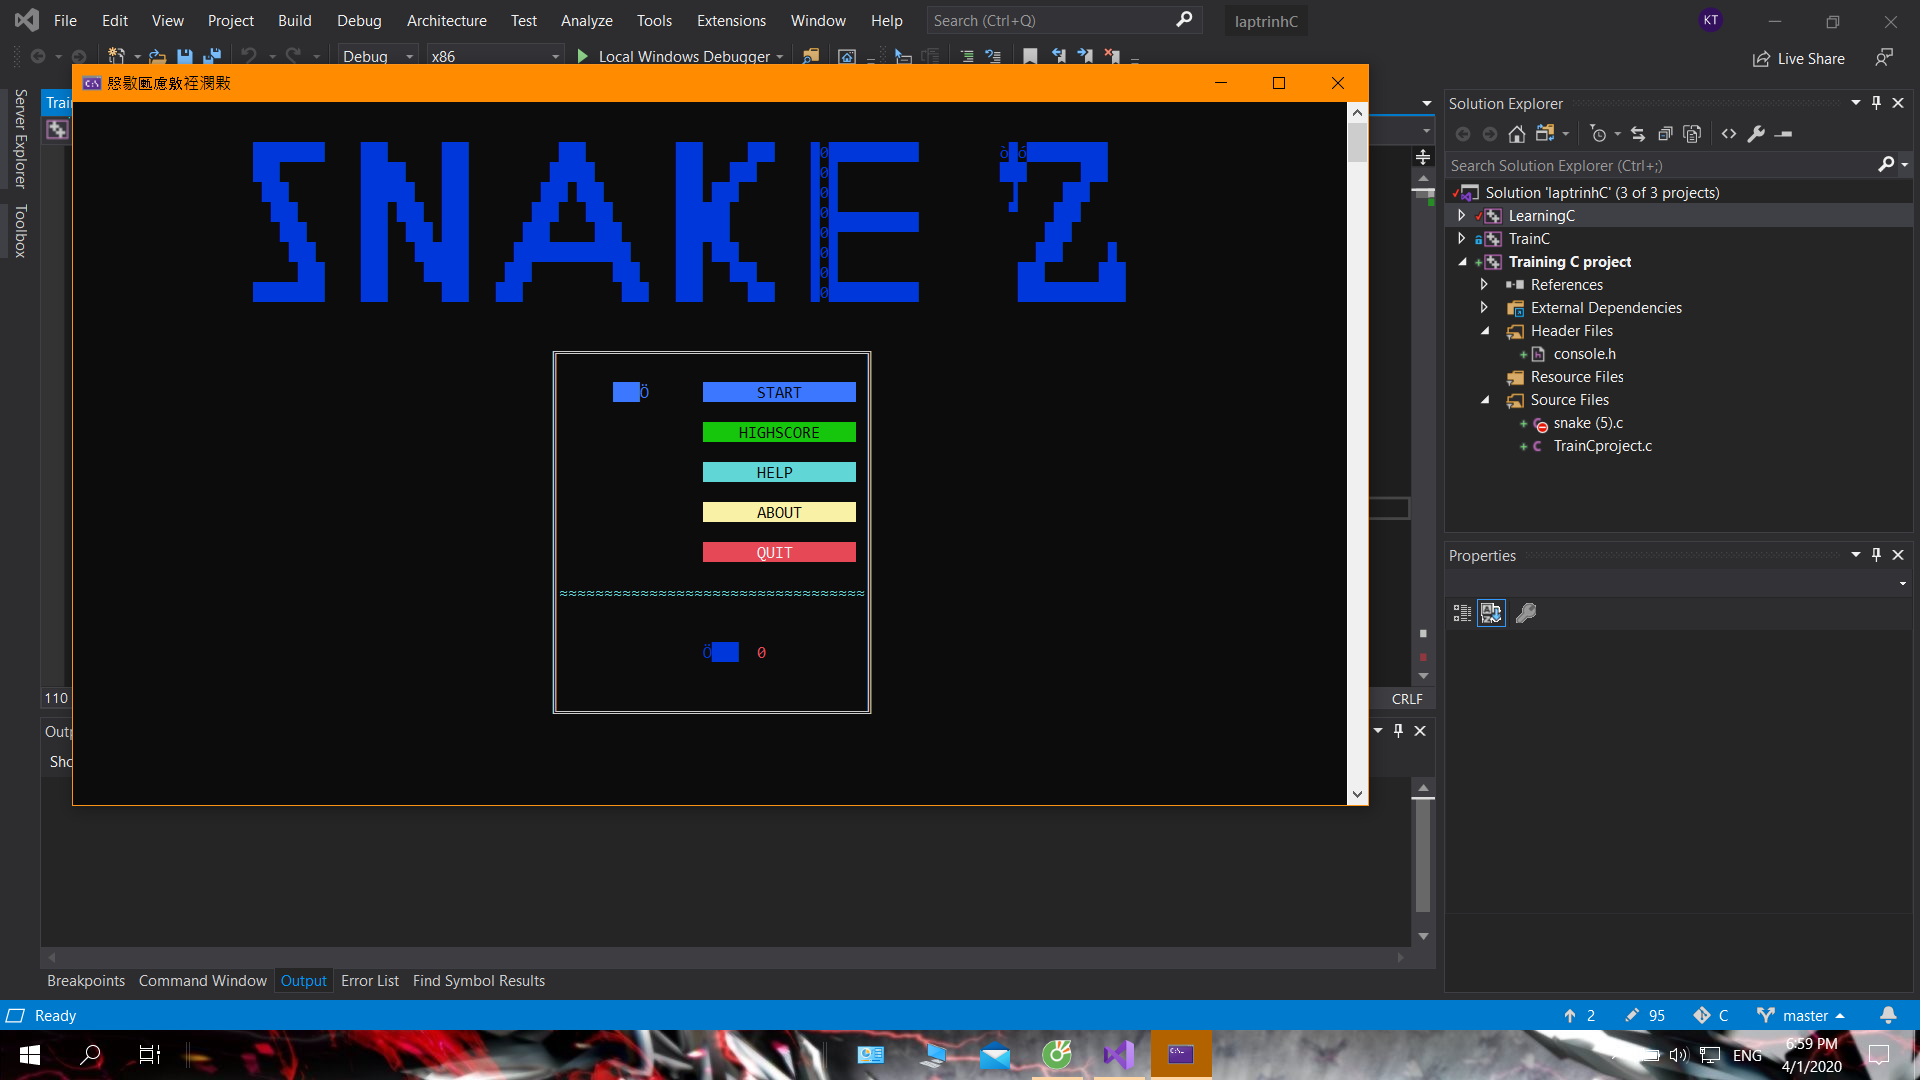 File Edit View Project Build Debug Architecture Test Analyze Tools Extensions Window Help Search (Ctrl+Q) laptrinhC KT
Debug x86 Local Windows Debugger Live Share
Server Explorer
Toolbox
Trai
SNAKE Z
START
HIGHSCORE
HELP
ABOUT
QUIT
≈≈≈≈≈≈≈≈≈≈≈≈≈≈≈≈≈≈≈≈≈≈≈≈≈≈≈≈≈≈≈≈≈≈
Ö 0
110
CRLF
Outp
Sho
Solution Explorer
Search Solution Explorer (Ctrl+;)
Solution 'laptrinhC' (3 of 3 projects)
LearningC
TrainC
Training C project
References
External Dependencies
Header Files
console.h
Resource Files
Source Files
snake (5).c
TrainCproject.c
Properties
Breakpoints Command Window Output Error List Find Symbol Results
Ready 2 95 C master
ENG 6:59 PM
4/1/2020